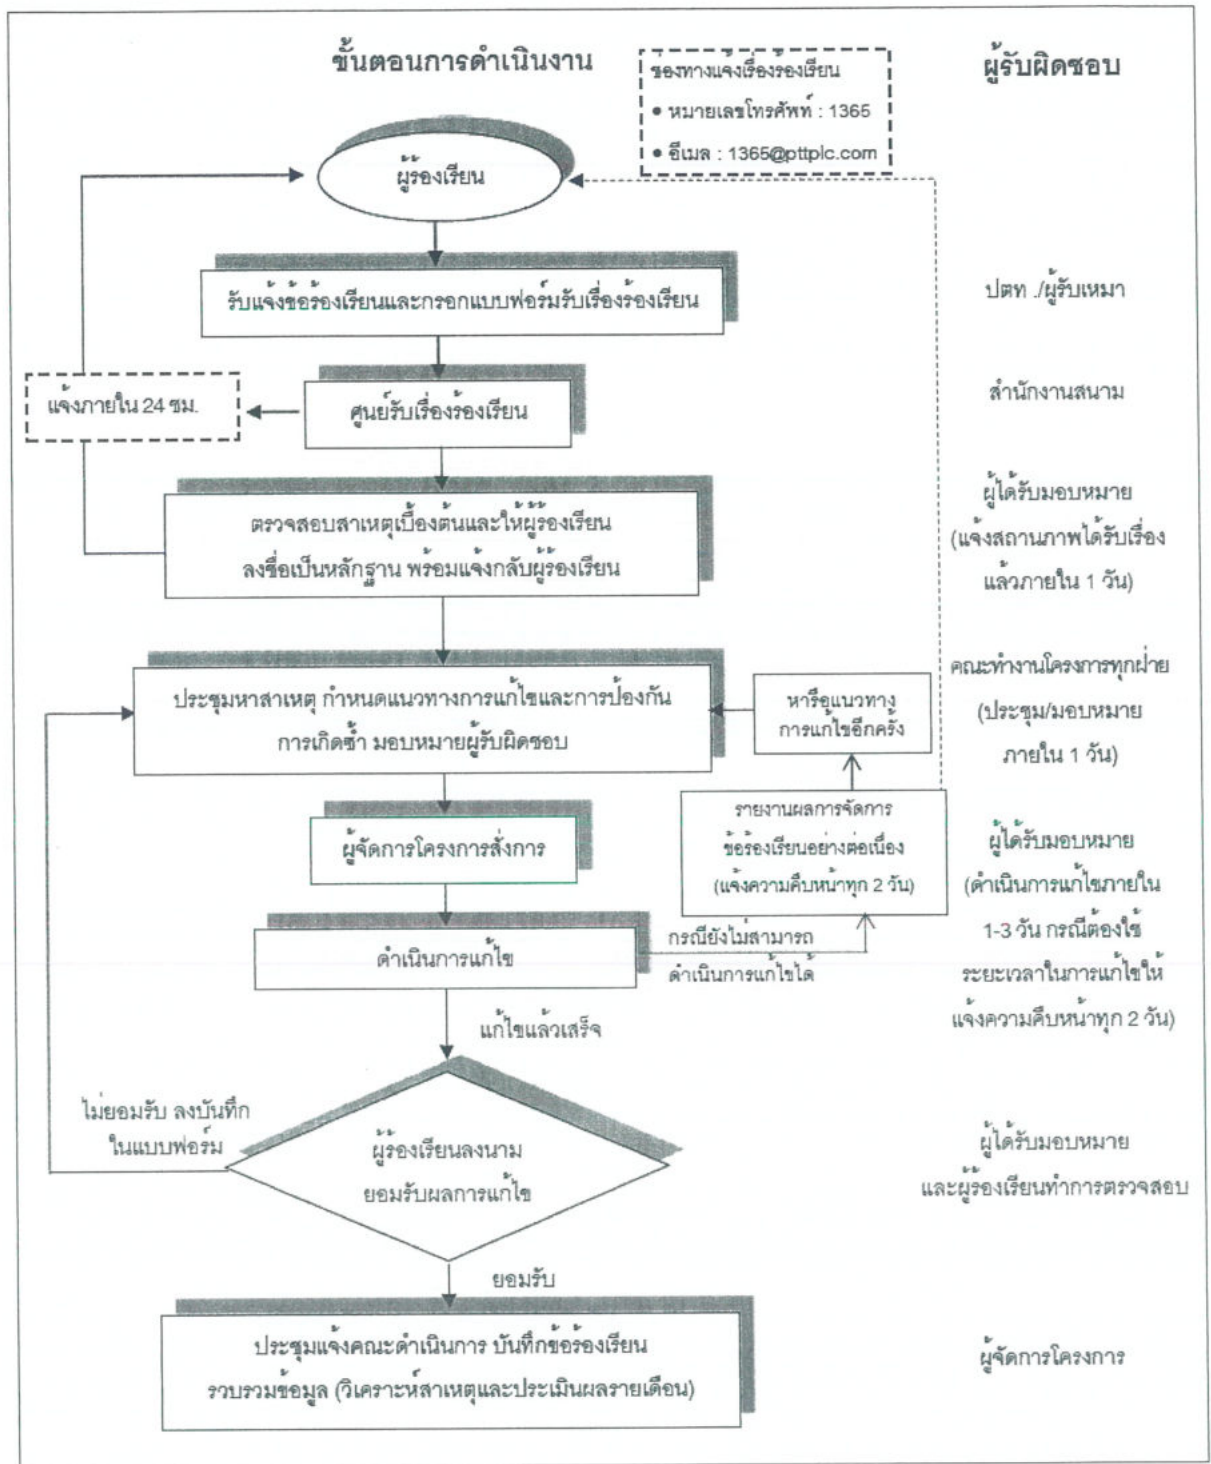 ขั้นตอนการดำเนินงาน
ช่องทางแจ้งเรื่องร้องเรียน
• หมายเลขโทรศัพท์ : 1365
• อีเมล : 1365@pttplc.com
ผู้รับผิดชอบ
ผู้ร้องเรียน
รับแจ้งข้อร้องเรียนและกรอกแบบฟอร์มรับเรื่องร้องเรียน
ปตท ./ผู้รับเหมา
แจ้งภายใน 24 ชม.
ศูนย์รับเรื่องร้องเรียน
สำนักงานสนาม
ตรวจสอบสาเหตุเบื้องต้นและให้ผู้ร้องเรียน
ลงชื่อเป็นหลักฐาน พร้อมแจ้งกลับผู้ร้องเรียน
ผู้ได้รับมอบหมาย
(แจ้งสถานภาพได้รับเรื่อง
แล้วภายใน 1 วัน)
ประชุมหาสาเหตุ กำหนดแนวทางการแก้ไขและการป้องกัน
การเกิดซ้ำ มอบหมายผู้รับผิดชอบ
หารือแนวทาง
การแก้ไขอีกครั้ง
คณะทำงานโครงการทุกฝ่าย
(ประชุม/มอบหมาย
ภายใน 1 วัน)
ผู้จัดการโครงการสั่งการ
รายงานผลการจัดการ
ข้อร้องเรียนอย่างต่อเนื่อง
(แจ้งความคืบหน้าทุก 2 วัน)
ผู้ได้รับมอบหมาย
(ดำเนินการแก้ไขภายใน
1-3 วัน กรณีต้องใช้
ระยะเวลาในการแก้ไขให้
แจ้งความคืบหน้าทุก 2 วัน)
ดำเนินการแก้ไข
กรณียังไม่สามารถ
ดำเนินการแก้ไขได้
แก้ไขแล้วเสร็จ
ไม่ยอมรับ ลงบันทึก
ในแบบฟอร์ม
ผู้ร้องเรียนลงนาม
ยอมรับผลการแก้ไข
ผู้ได้รับมอบหมาย
และผู้ร้องเรียนทำการตรวจสอบ
ยอมรับ
ประชุมแจ้งคณะดำเนินการ บันทึกข้อร้องเรียน
รวบรวมข้อมูล (วิเคราะห์สาเหตุและประเมินผลรายเดือน)
ผู้จัดการโครงการ